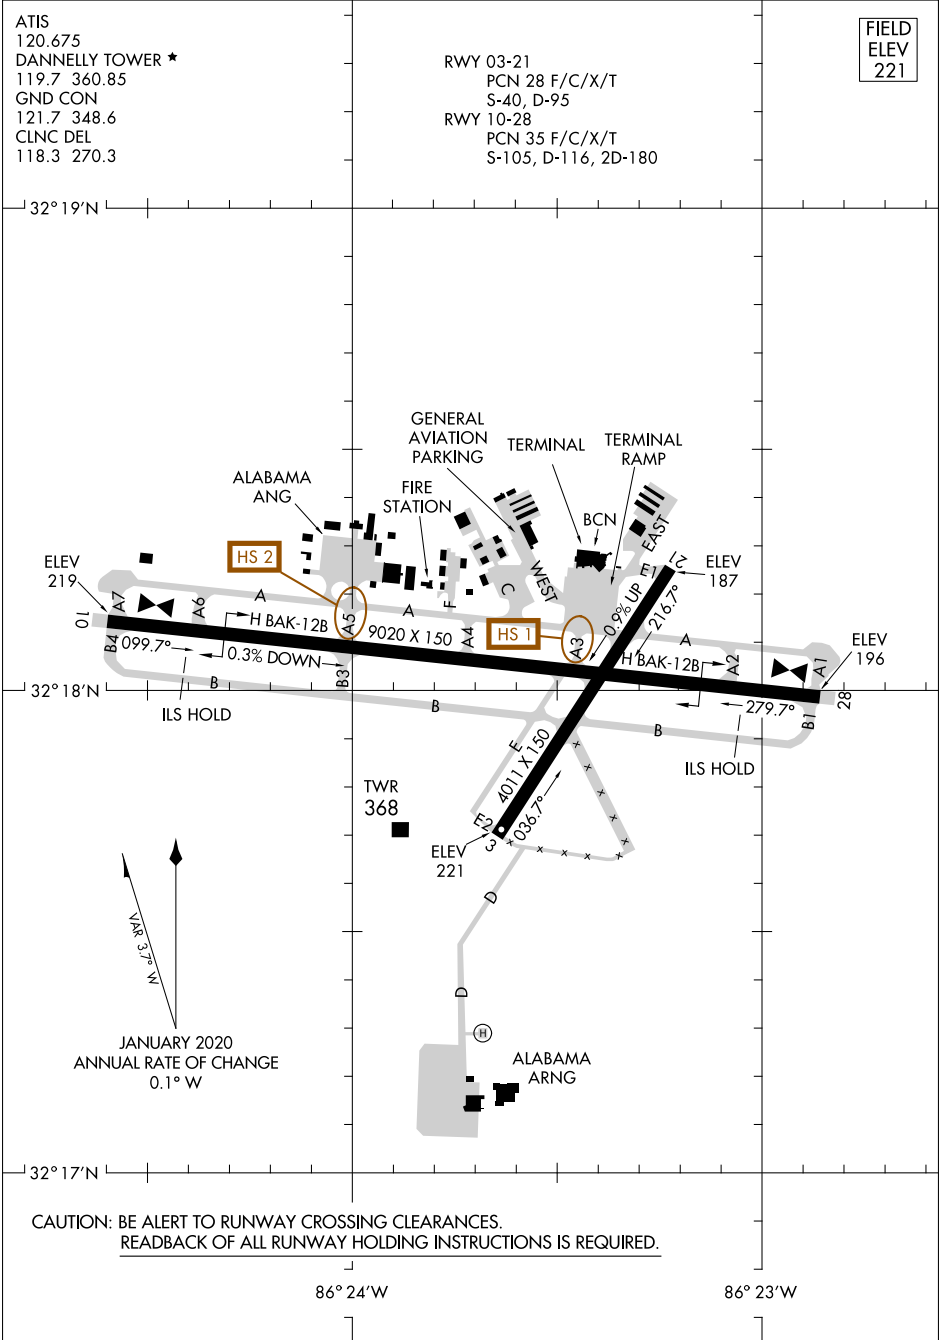 ATIS
120.675
DANNELLY TOWER ★
119.7 360.85
GND CON
121.7 348.6
CLNC DEL
118.3 270.3
RWY 03-21
PCN 28 F/C/X/T
S-40, D-95
RWY 10-28
PCN 35 F/C/X/T
S-105, D-116, 2D-180
FIELD
ELEV
221
32°19'N
GENERAL
AVIATION
PARKING
TERMINAL
TERMINAL
RAMP
ALABAMA
ANG
FIRE
STATION
BCN
EAST
HS 2
WEST
ELEV
219
E1
21
ELEV
187
A7
A6
A5
A
F
C
10
H BAK-12B
9020 X 150
A4
HS 1
A3
0.9% UP
216.7°
A
B4
099.7°
0.3% DOWN
B3
H BAK-12B
A2
A1
ELEV
196
32°18'N
B
ILS HOLD
B
E
B
279.7°
B1
28
ILS HOLD
4011 X 150
036.7°
TWR
368
E2
3
ELEV
221
D
VAR 3.7° W
D
H
JANUARY 2020
ANNUAL RATE OF CHANGE
0.1° W
ALABAMA
ARNG
32°17'N
CAUTION: BE ALERT TO RUNWAY CROSSING CLEARANCES.
READBACK OF ALL RUNWAY HOLDING INSTRUCTIONS IS REQUIRED.
86°24'W
86°23'W